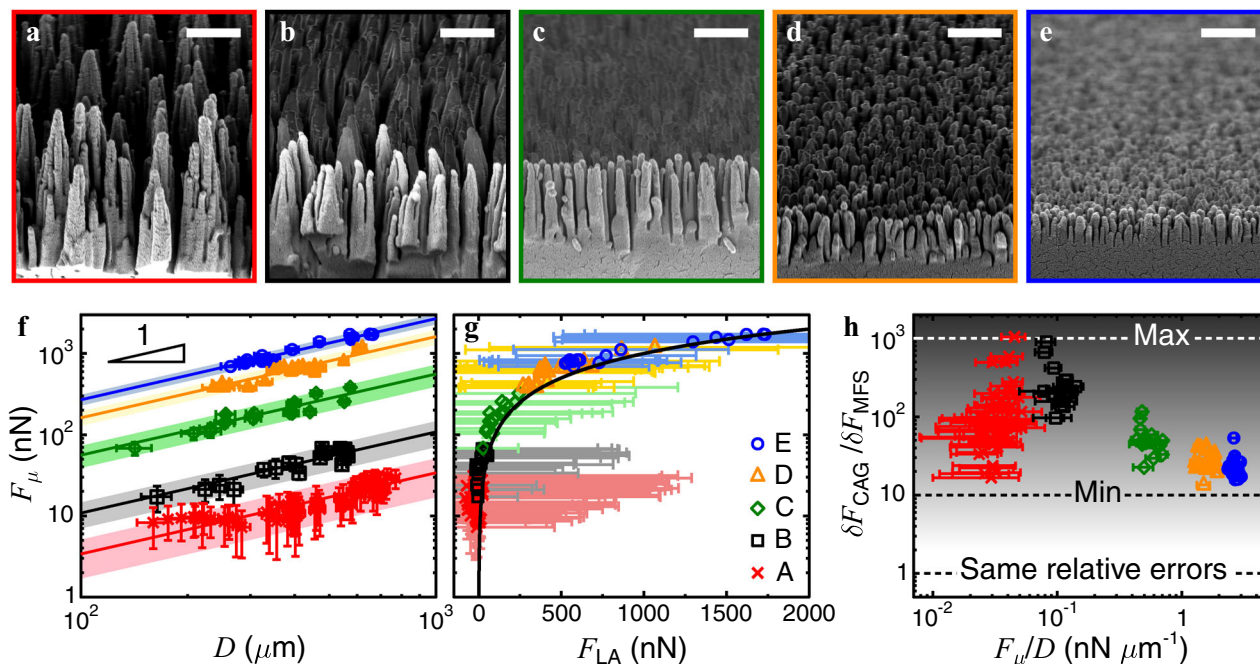 a b c d e
f g h
1
10³
10²
10
1
10² 10³
F_μ (nN)
D (μm)
E
D
C
B
A
0 500 1000 1500 2000
F_LA (nN)
δF_CAG / δF_MFS
10³
10²
10
1
Max
Min
Same relative errors
10⁻² 10⁻¹ 1
F_μ/D (nN μm⁻¹)